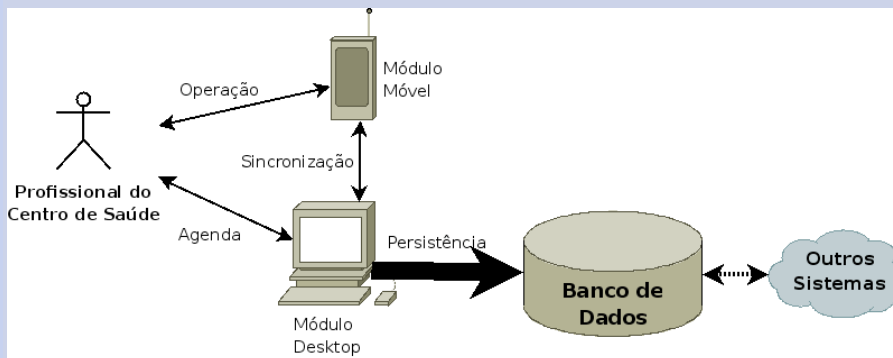 Operação
Módulo
Móvel
Sincronização
Profissional do
Centro de Saúde
Agenda
Persistência
Módulo
Desktop
Banco de
Dados
Outros
Sistemas